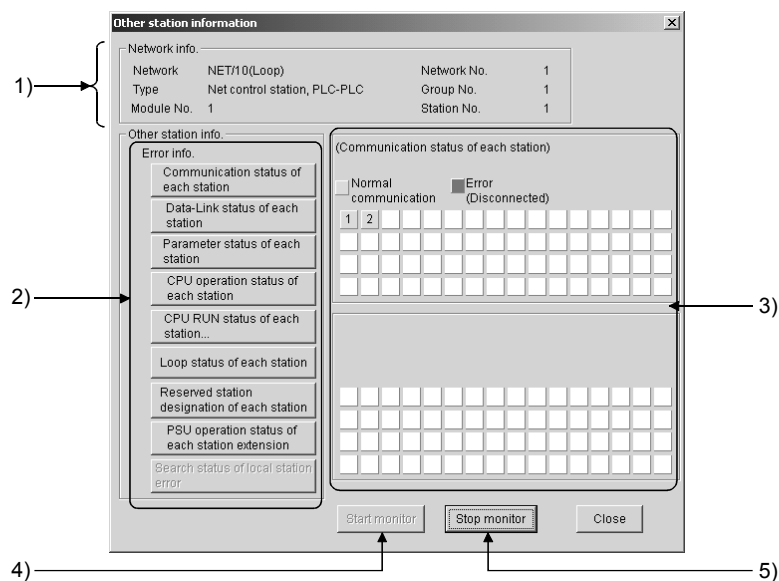 Other station information
1)
Network info.
Network NET/10(Loop) Network No. 1
Type Net control station, PLC-PLC Group No. 1
Module No. 1 Station No. 1
2)
Other station info.
Error info.
Communication status of
each station
Data-Link status of each
station
Parameter status of each
station
CPU operation status of
each station
CPU RUN status of each
station...
Loop status of each station
Reserved station
designation of each station
PSU operation status of
each station extension
Search status of local station
error
(Communication status of each station)
Normal
communication
Error
(Disconnected)
1 2
3)
Start monitor
Stop monitor
Close
4)
5)